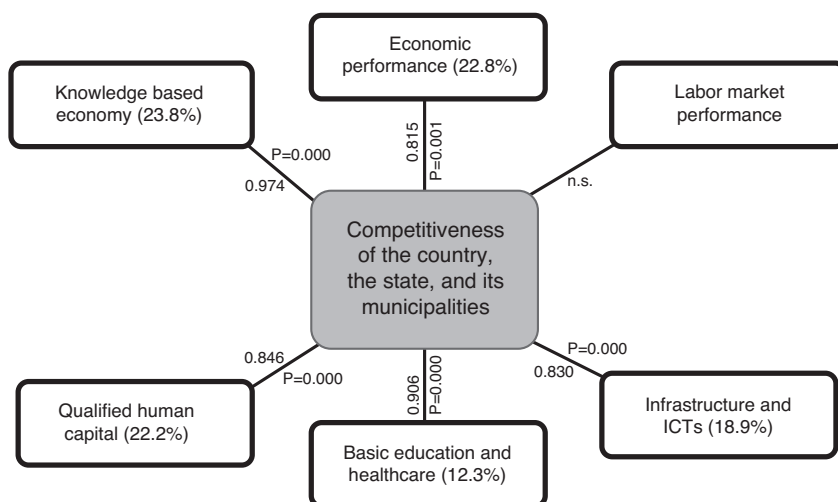 Economic
performance (22.8%)
Knowledge based
economy (23.8%)
Labor market
performance
P=0.000
0.974
0.815
P=0.001
n.s.
Competitiveness
of the country,
the state, and its
municipalities
0.846
P=0.000
0.906
P=0.000
P=0.000
0.830
Qualified human
capital (22.2%)
Basic education and
healthcare (12.3%)
Infrastructure and
ICTs (18.9%)